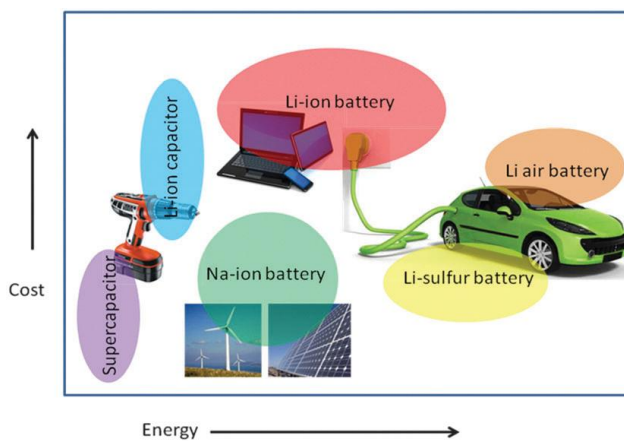 Li-ion battery
Li-ion capacitor
Li air battery
Na-ion battery
Li-sulfur battery
Supercapacitor
Cost
Energy